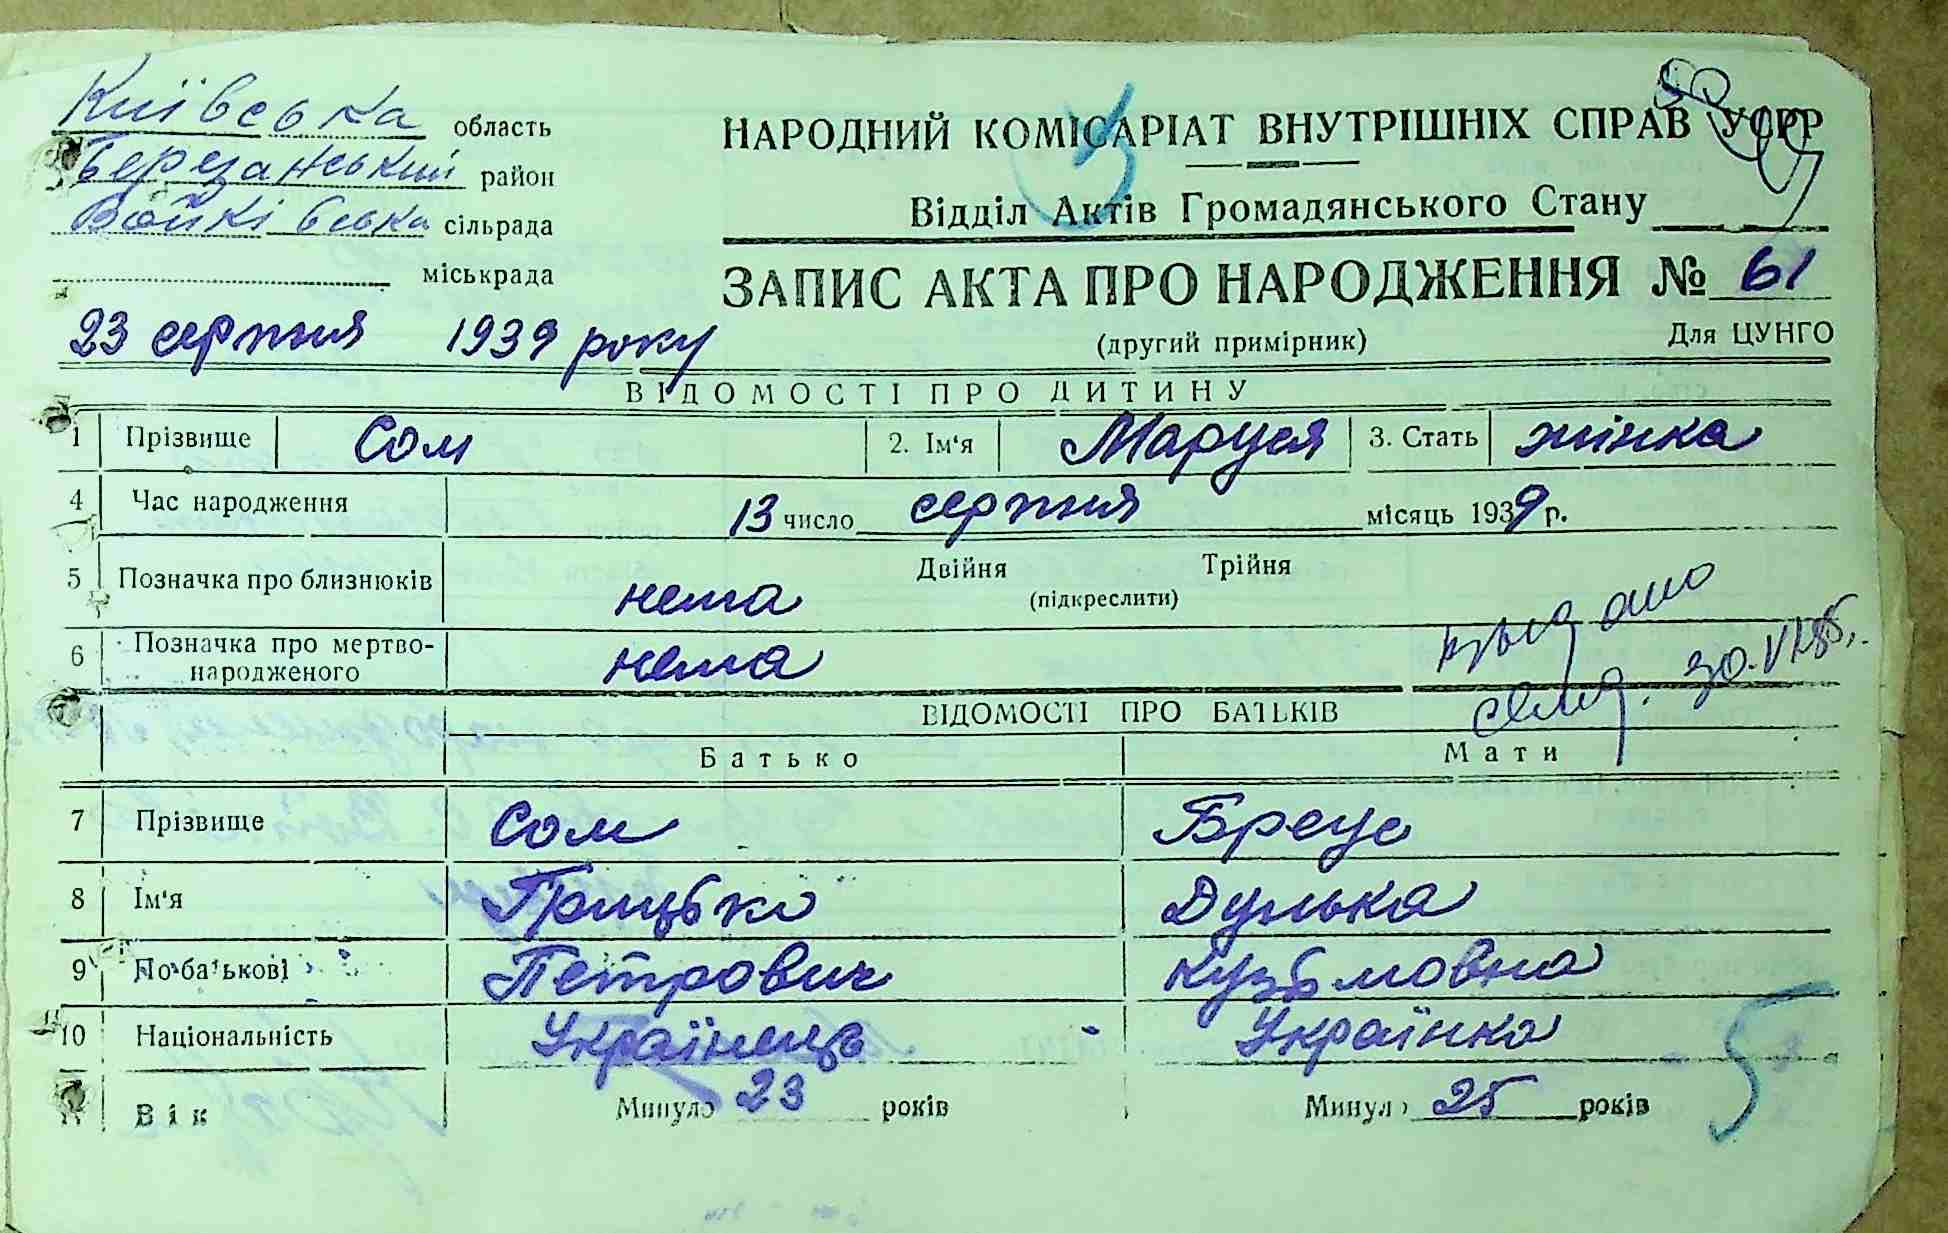 Київська область
Березанський район
Войківська сільрада
міськрада
23 серпня 1939 року
НАРОДНИЙ КОМІСАРІАТ ВНУТРІШНІХ СПРАВ УСРР
Відділ Актів Громадянського Стану
ЗАПИС АКТА ПРО НАРОДЖЕННЯ № 61
(другий примірник) Для ЦУНГО
ВІДОМОСТІ ПРО ДИТИНУ
1 Прізвище Сом 2. Ім'я Маруся 3. Стать жінка
4 Час народження 13 число серпня місяць 1939 р.
5 Позначка про близнюків нема Двійня Трійня
(підкреслити)
6 Позначка про мертво-
народженого нема
ВІДОМОСТІ ПРО БАТЬКІВ
Батько Мати
7 Прізвище Сом Бреус
8 Ім'я Грицько Дунька
9 По-батькові Петрович Кузьмовна
10 Національність Українець Українка
11 Вік Минуло 23 років Минуло 25 років
5